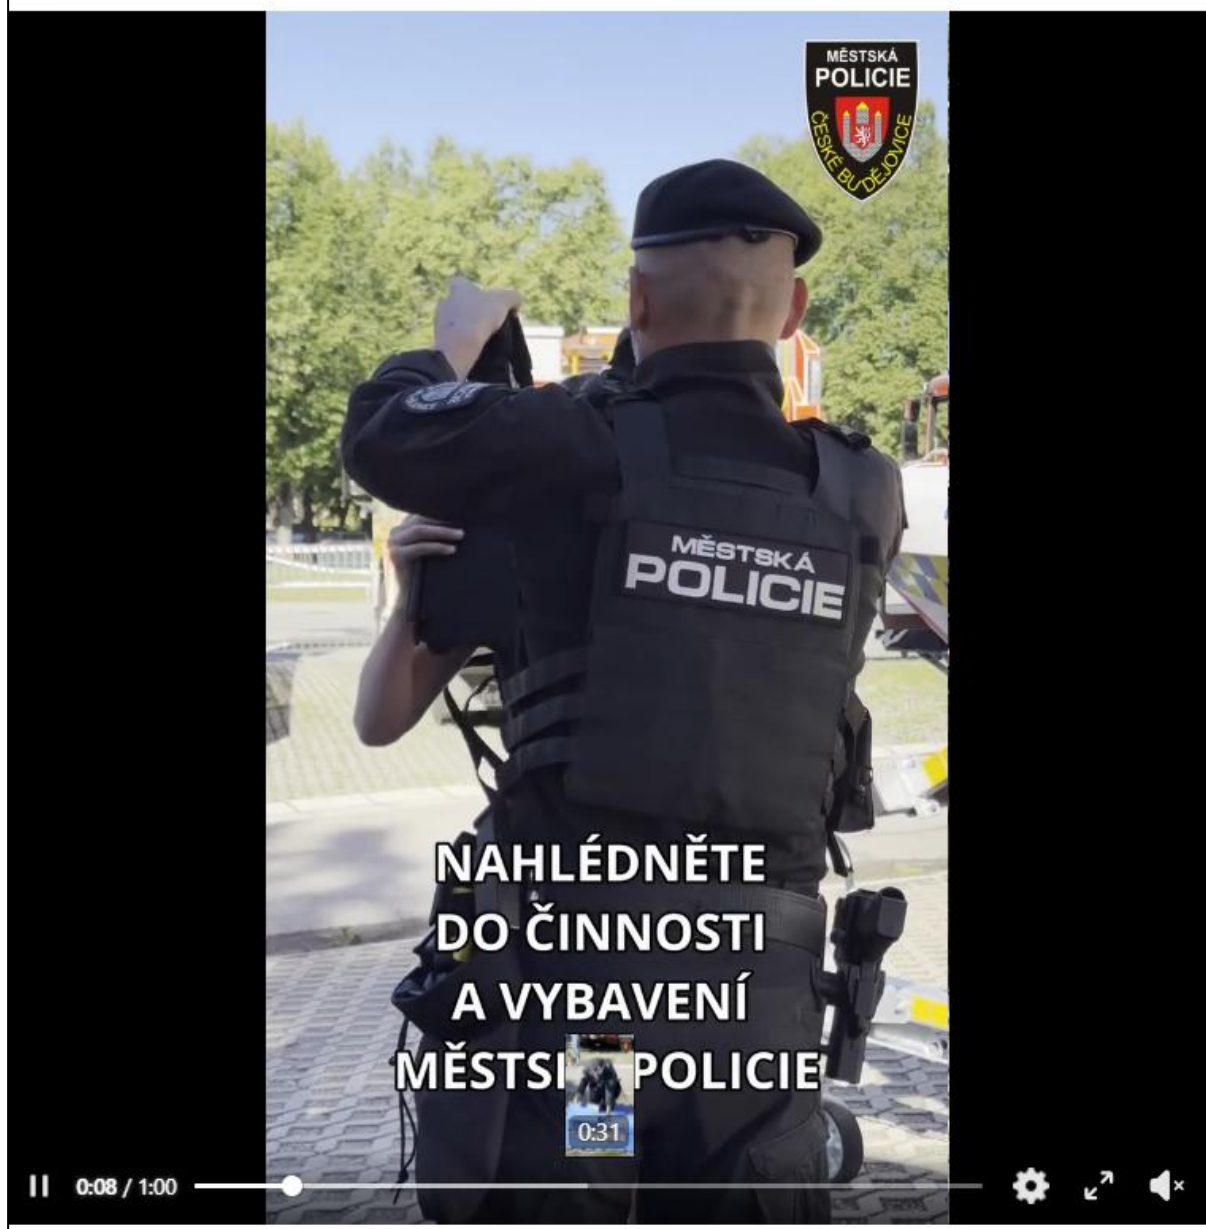 MĚSTSKÁ
POLICIE
ČESKÉ BUDĚJOVICE
MĚSTSKÁ
POLICIE
NAHLÉDNĚTE
DO ČINNOSTI
A VYBAVENÍ
POLICIE
0:31
0:08 / 1:00